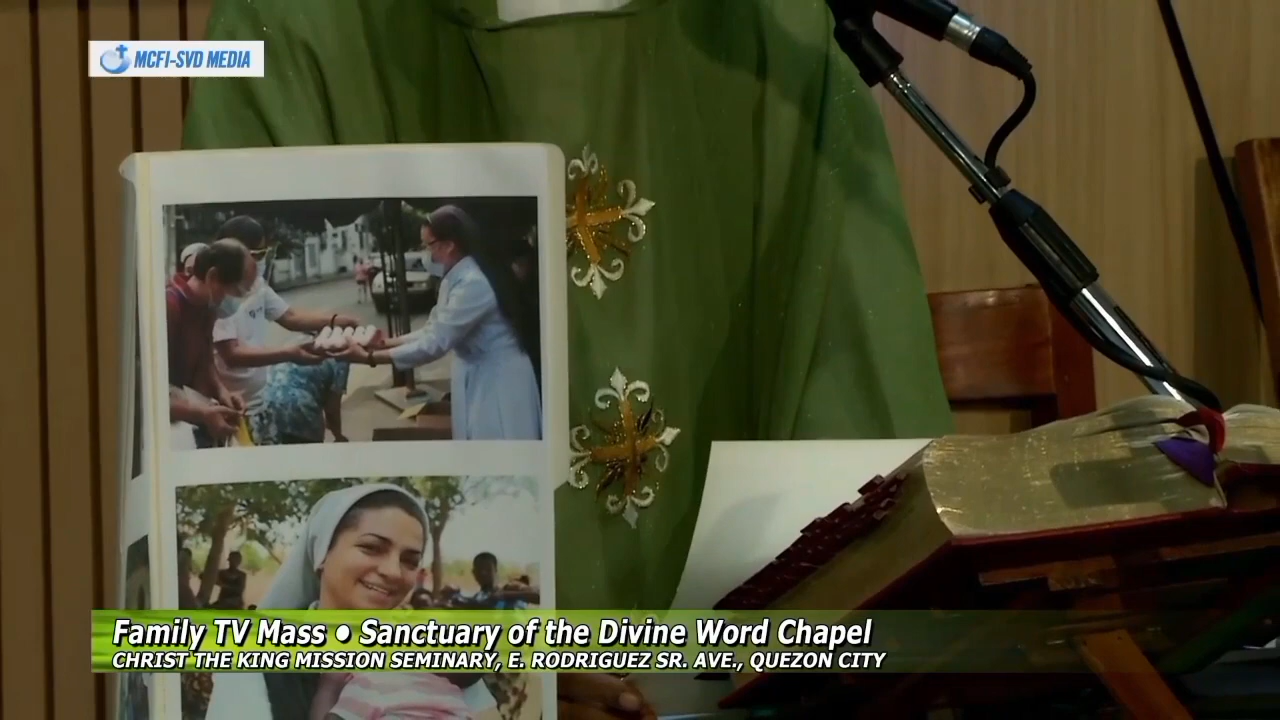 MCFI-SVD MEDIA
Family TV Mass • Sanctuary of the Divine Word Chapel
CHRIST THE KING MISSION SEMINARY, E. RODRIGUEZ SR. AVE., QUEZON CITY